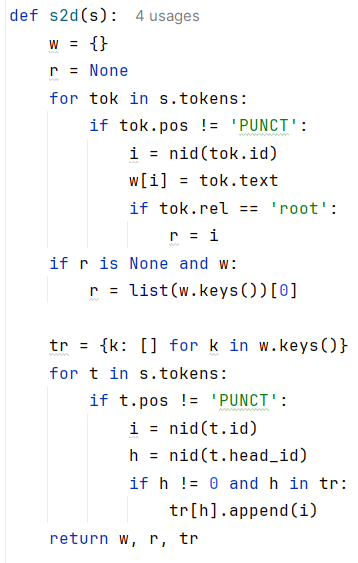 def s2d(s):  4 usages
    w = {}
    r = None
    for tok in s.tokens:
        if tok.pos != 'PUNCT':
            i = nid(tok.id)
            w[i] = tok.text
            if tok.rel == 'root':
                r = i
    if r is None and w:
        r = list(w.keys())[0]

    tr = {k: [] for k in w.keys()}
    for t in s.tokens:
        if t.pos != 'PUNCT':
            i = nid(t.id)
            h = nid(t.head_id)
            if h != 0 and h in tr:
                tr[h].append(i)
    return w, r, tr